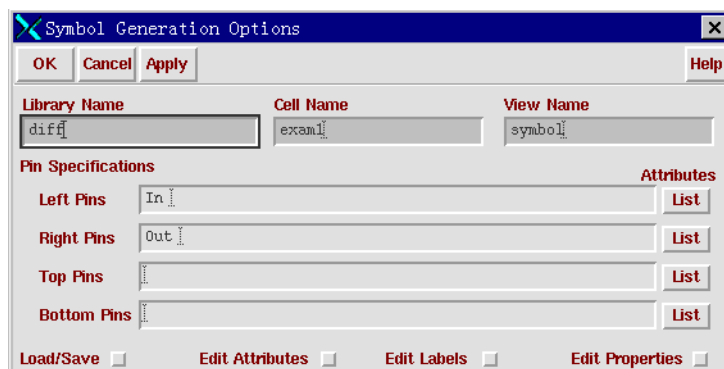 Symbol Generation Options
OK Cancel Apply Help
Library Name Cell Name View Name
diff exam1 symbol
Pin Specifications Attributes
Left Pins In List
Right Pins Out List
Top Pins List
Bottom Pins List
Load/Save Edit Attributes Edit Labels Edit Properties